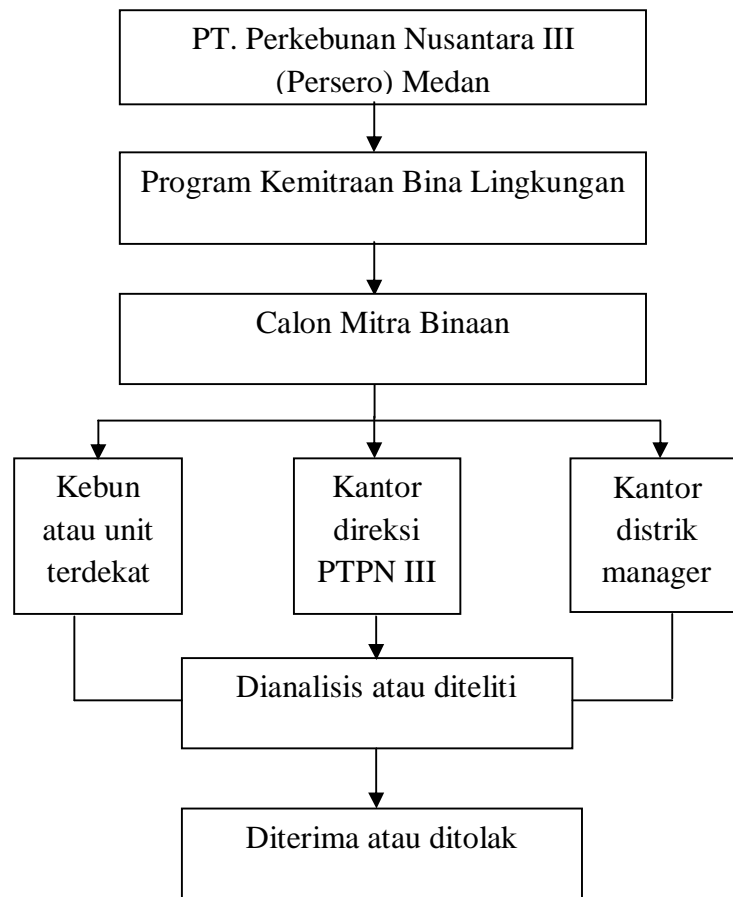 PT. Perkebunan Nusantara III
(Persero) Medan
Program Kemitraan Bina Lingkungan
Calon Mitra Binaan
Kebun
atau unit
terdekat
Kantor
direksi
PTPN III
Kantor
distrik
manager
Dianalisis atau diteliti
Diterima atau ditolak